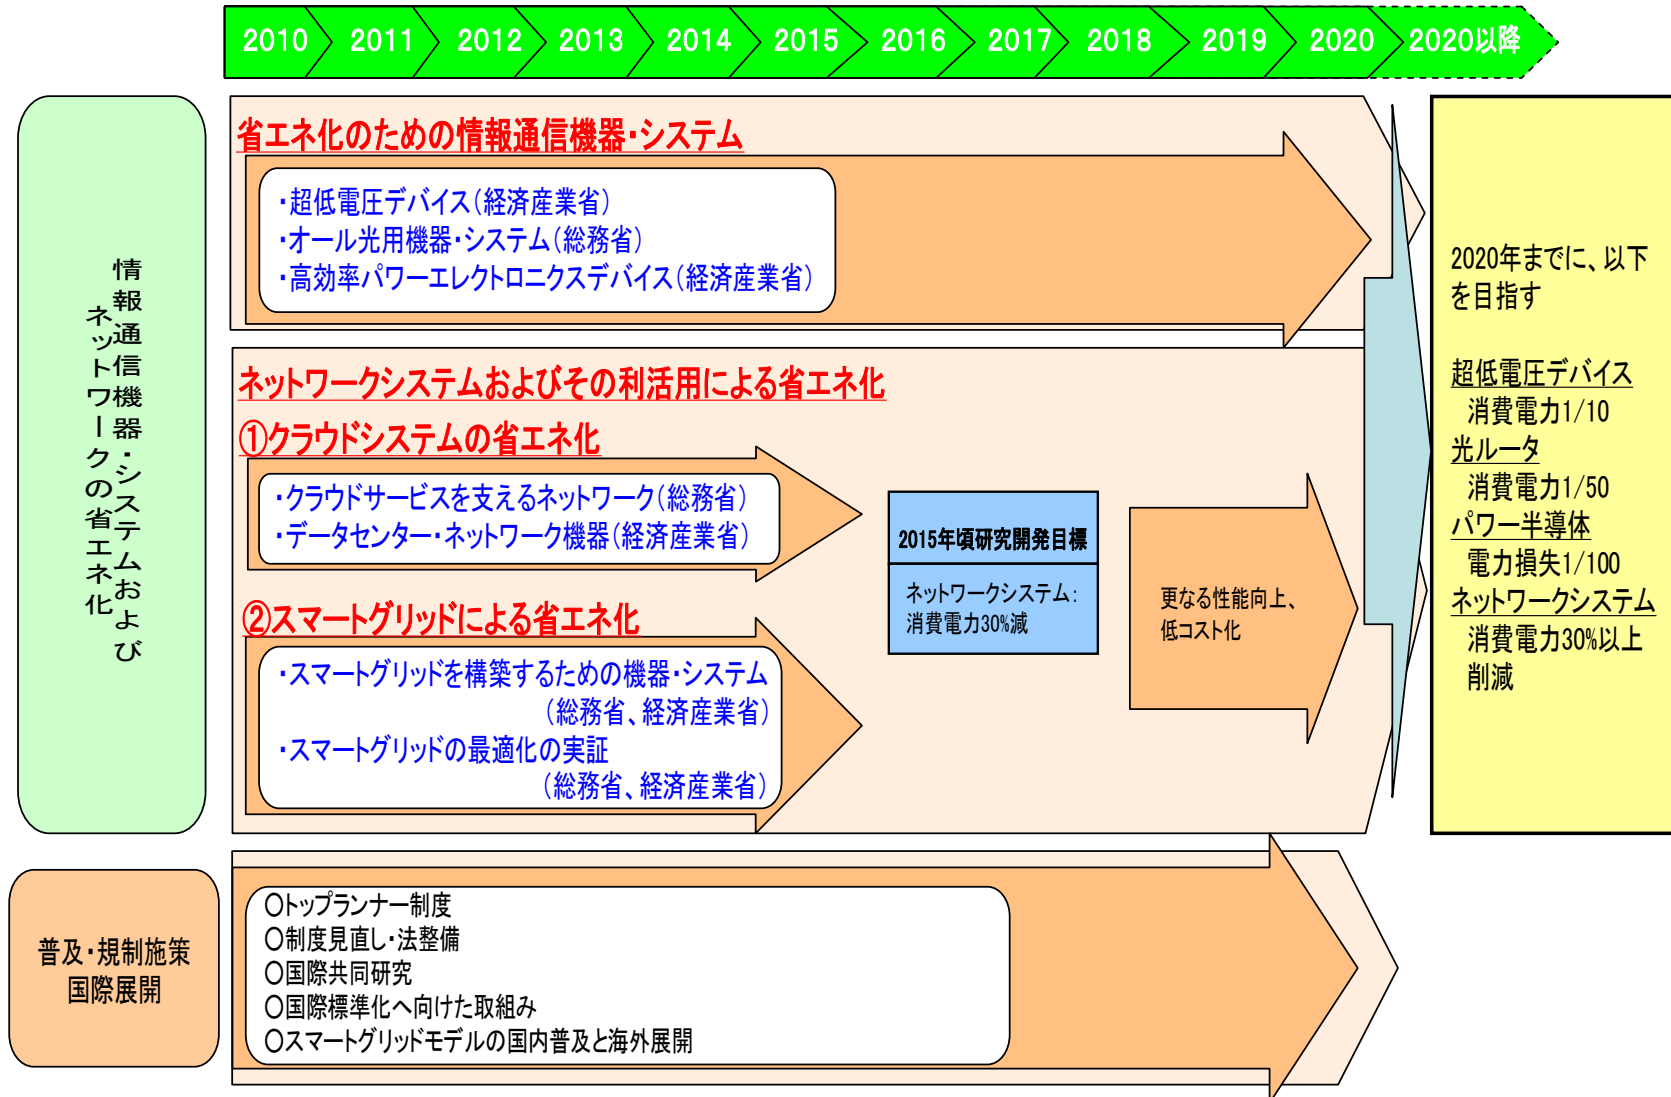 2010 2011 2012 2013 2014 2015 2016 2017 2018 2019 2020 2020以降
情報通信機器・システムおよび
ネットワークの省エネ化
省エネ化のための情報通信機器・システム
・超低電圧デバイス(経済産業省)
・オール光用機器・システム(総務省)
・高効率パワーエレクトロニクスデバイス(経済産業省)
ネットワークシステムおよびその利活用による省エネ化
①クラウドシステムの省エネ化
・クラウドサービスを支えるネットワーク(総務省)
・データセンター・ネットワーク機器(経済産業省)
②スマートグリッドによる省エネ化
・スマートグリッドを構築するための機器・システム
(総務省、経済産業省)
・スマートグリッドの最適化の実証
(総務省、経済産業省)
2015年頃研究開発目標
ネットワークシステム:
消費電力30%減
更なる性能向上、
低コスト化
2020年までに、以下
を目指す
超低電圧デバイス
消費電力1/10
光ルータ
消費電力1/50
パワー半導体
電力損失1/100
ネットワークシステム
消費電力30%以上
削減
普及・規制施策
国際展開
○トップランナー制度
○制度見直し・法整備
○国際共同研究
○国際標準化へ向けた取組み
○スマートグリッドモデルの国内普及と海外展開